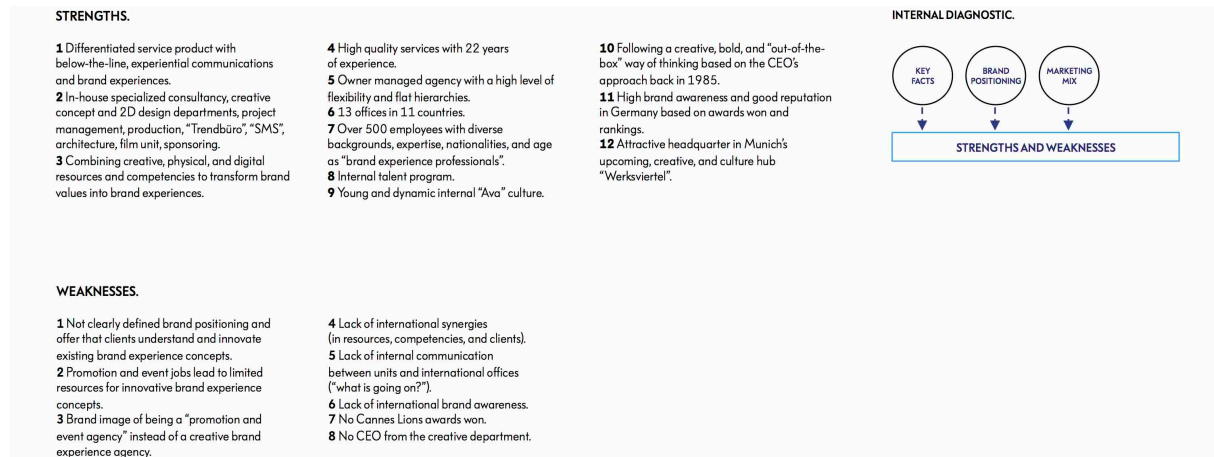 STRENGTHS.
1 Differentiated service product with
below-the-line, experiential communications
and brand experiences.
2 In-house specialized consultancy, creative
concept and 2D design departments, project
management, production, “Trendbüro”, “SMS”,
architecture, film unit, sponsoring.
3 Combining creative, physical, and digital
resources and competencies to transform brand
values into brand experiences.
4 High quality services with 22 years
of experience.
5 Owner managed agency with a high level of
flexibility and flat hierarchies.
6 13 offices in 11 countries.
7 Over 500 employees with diverse
backgrounds, expertise, nationalities, and age
as “brand experience professionals”.
8 Internal talent program.
9 Young and dynamic internal “Ava” culture.
10 Following a creative, bold, and “out-of-the-
box” way of thinking based on the CEO’s
approach back in 1985.
11 High brand awareness and good reputation
in Germany based on awards won and
rankings.
12 Attractive headquarter in Munich’s
upcoming, creative, and culture hub
“Werksviertel”.
INTERNAL DIAGNOSTIC.
KEY
FACTS
BRAND
POSITIONING
MARKETING
MIX
STRENGTHS AND WEAKNESSES
WEAKNESSES.
1 Not clearly defined brand positioning and
offer that clients understand and innovate
existing brand experience concepts.
2 Promotion and event jobs lead to limited
resources for innovative brand experience
concepts.
3 Brand image of being a “promotion and
event agency” instead of a creative brand
experience agency.
4 Lack of international synergies
(in resources, competencies, and clients).
5 Lack of internal communication
between units and international offices
(“what is going on?”).
6 Lack of international brand awareness.
7 No Cannes Lions awards won.
8 No CEO from the creative department.